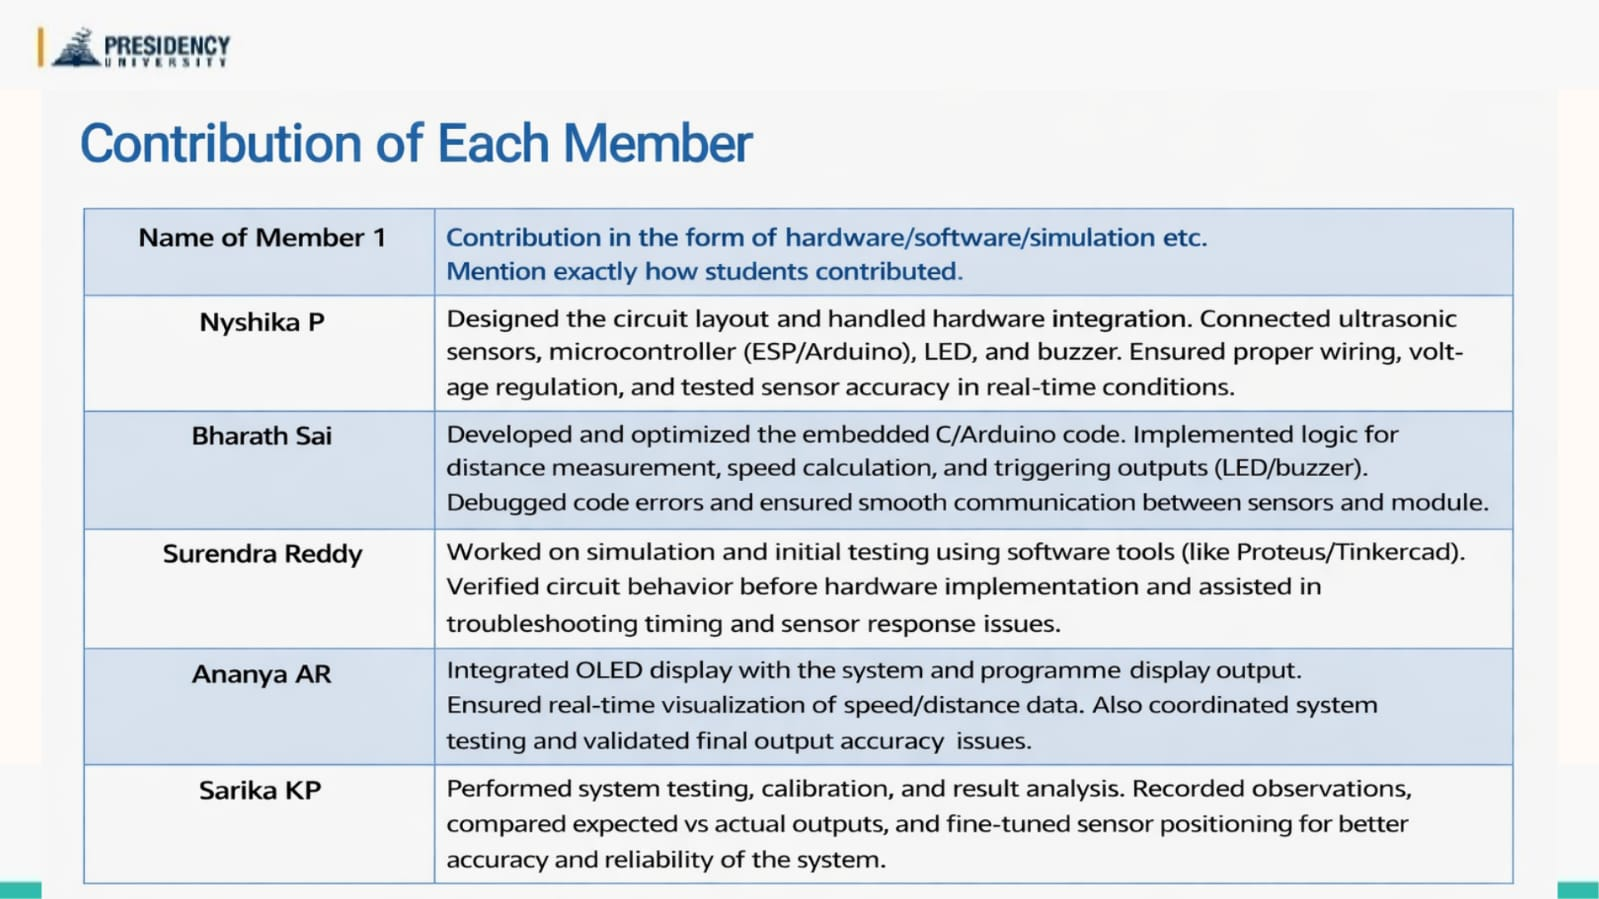 PRESIDENCY
UNIVERSITY
Contribution of Each Member
Name of Member 1
Contribution in the form of hardware/software/simulation etc.
Mention exactly how students contributed.
Nyshika P
Designed the circuit layout and handled hardware integration. Connected ultrasonic
sensors, microcontroller (ESP/Arduino), LED, and buzzer. Ensured proper wiring, volt-
age regulation, and tested sensor accuracy in real-time conditions.
Bharath Sai
Developed and optimized the embedded C/Arduino code. Implemented logic for
distance measurement, speed calculation, and triggering outputs (LED/buzzer).
Debugged code errors and ensured smooth communication between sensors and module.
Surendra Reddy
Worked on simulation and initial testing using software tools (like Proteus/Tinkercad).
Verified circuit behavior before hardware implementation and assisted in
troubleshooting timing and sensor response issues.
Ananya AR
Integrated OLED display with the system and programme display output.
Ensured real-time visualization of speed/distance data. Also coordinated system
testing and validated final output accuracy issues.
Sarika KP
Performed system testing, calibration, and result analysis. Recorded observations,
compared expected vs actual outputs, and fine-tuned sensor positioning for better
accuracy and reliability of the system.